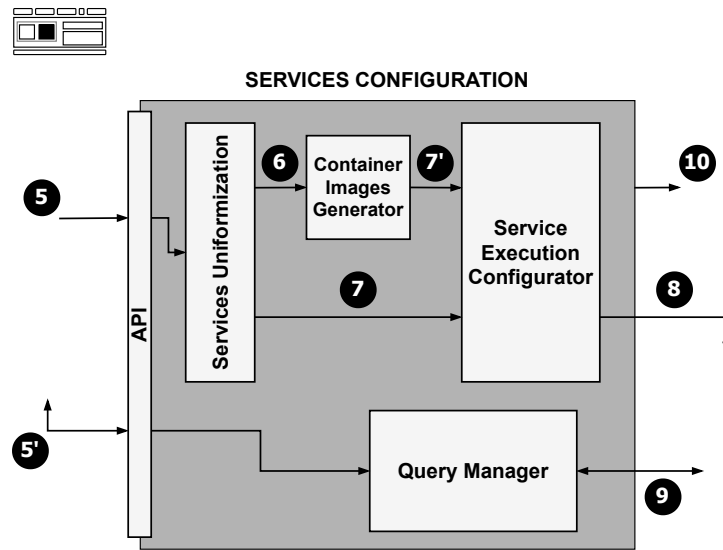 SERVICES CONFIGURATION
5
API
Services Uniformization
6
Container
Images
Generator
7'
Service
Execution
Configurator
10
7
8
5'
Query Manager
9